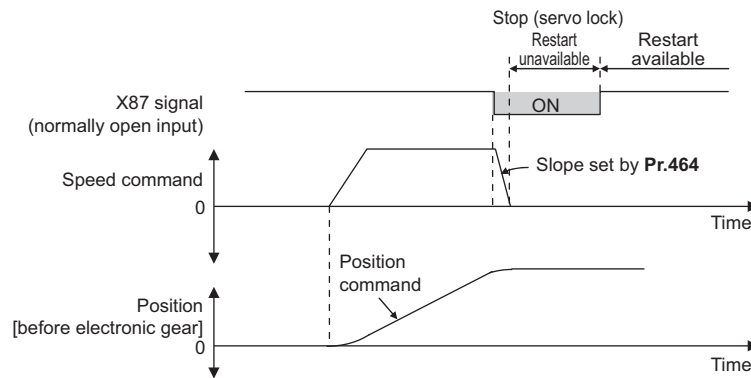 Stop (servo lock)
Restart
unavailable
Restart
available
X87 signal
(normally open input)
ON
Speed command
0
Slope set by Pr.464
Time
Position
command
Position
[before electronic gear]
0
Time